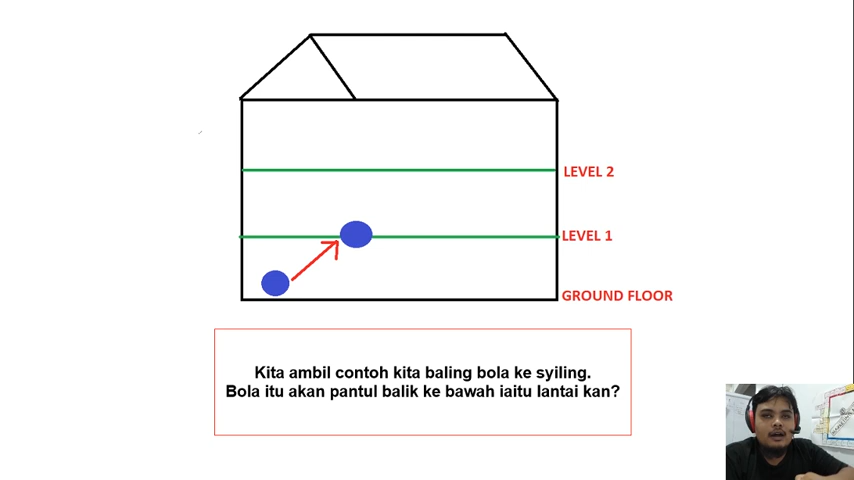 LEVEL 2
LEVEL 1
GROUND FLOOR
Kita ambil contoh kita baling bola ke syiling.
Bola itu akan pantul balik ke bawah iaitu lantai kan?